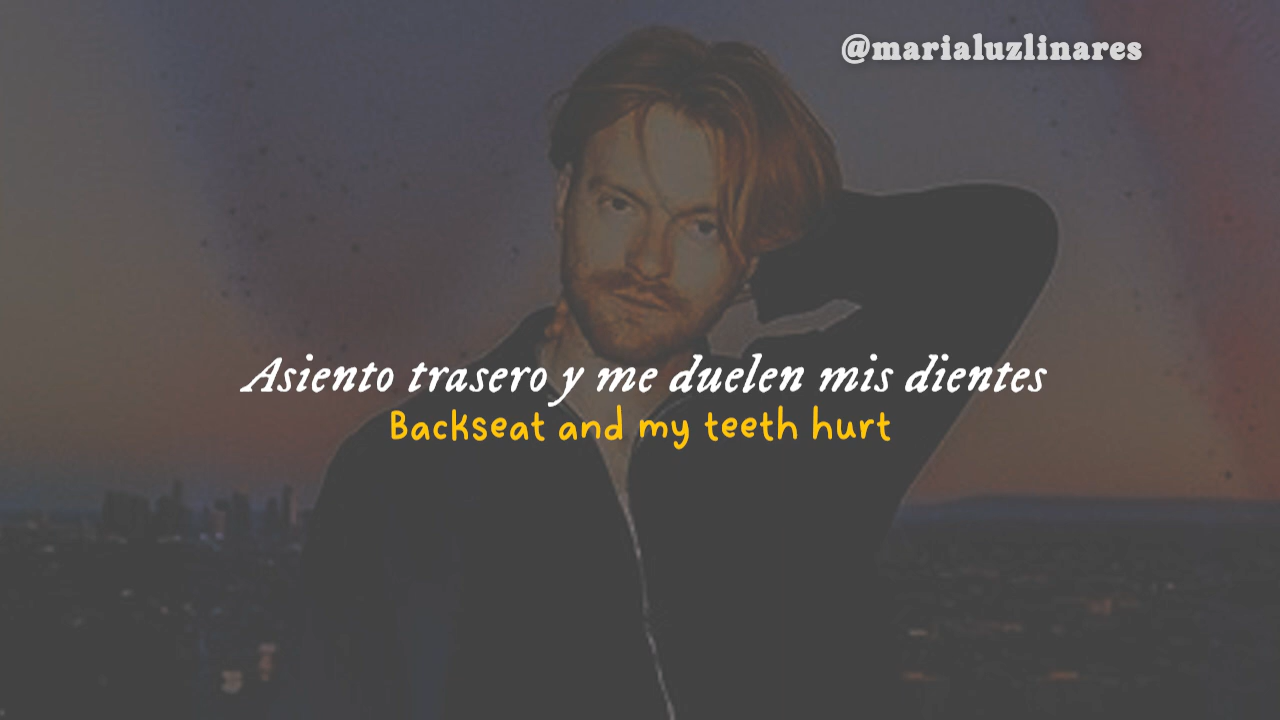 @marialuzlinares
Asiento trasero y me duelen mis dientes
Backseat and my teeth hurt